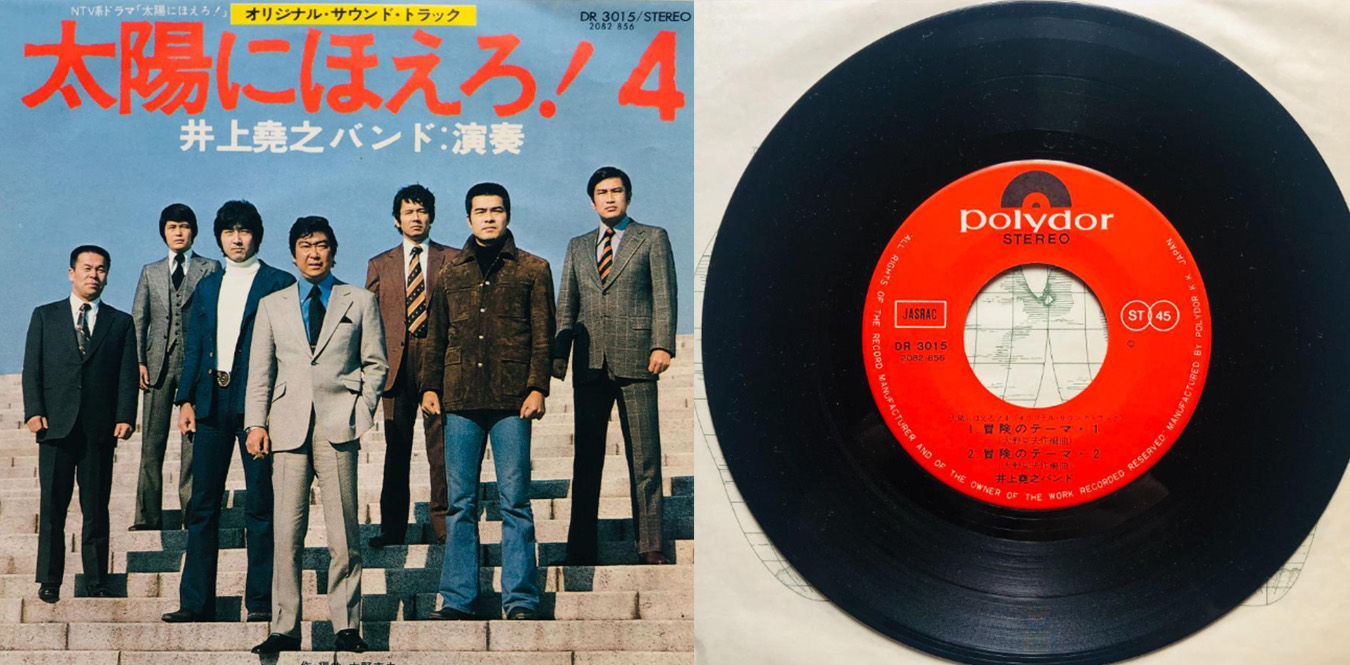 NTV系ドラマ「太陽にほえろ!」
オリジナル・サウンド・トラック
DR 3015/STEREO
2082 856
太陽にほえろ! 4
井上堯之バンド:演奏
polydor
STEREO
ALL RIGHTS OF THE RECORD MANUFACTURER AND OF THE OWNER OF THE WORK RECORDED RESERVED. MANUFACTURED BY POLYDOR K.K. JAPAN
JASRAC
ST 45
DR 3015
2082 856
1. 冒険のテーマ・1
2. 冒険のテーマ・2
井上堯之バンド